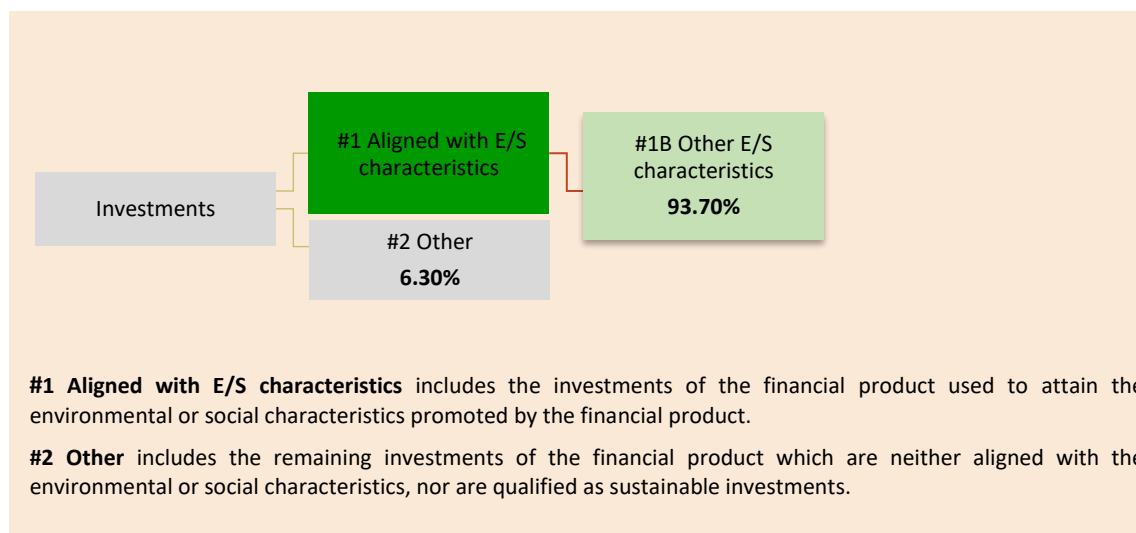 #1 Aligned with E/S
characteristics
#1B Other E/S
characteristics
93.70%
Investments
#2 Other
6.30%
#1 Aligned with E/S characteristics includes the investments of the financial product used to attain the
environmental or social characteristics promoted by the financial product.
#2 Other includes the remaining investments of the financial product which are neither aligned with the
environmental or social characteristics, nor are qualified as sustainable investments.